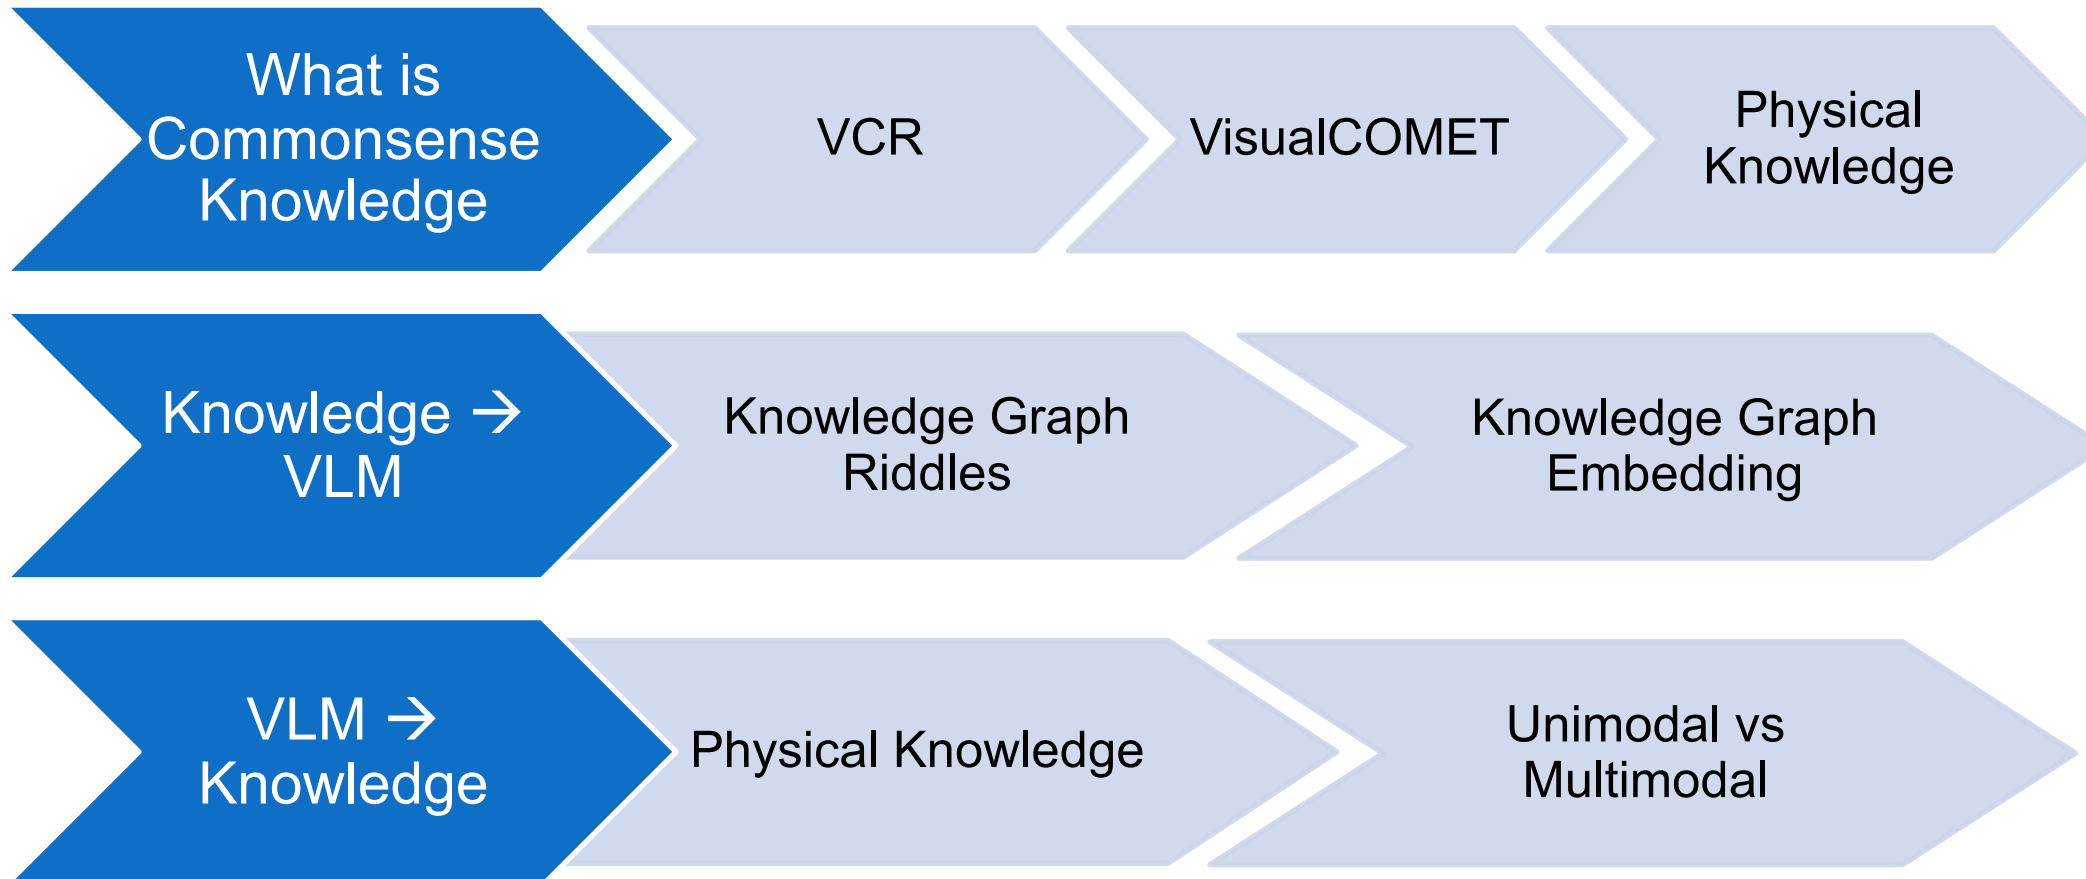 What is
Commonsense
Knowledge
VCR
VisualCOMET
Physical
Knowledge
Knowledge →
VLM
Knowledge Graph
Riddles
Knowledge Graph
Embedding
VLM →
Knowledge
Physical Knowledge
Unimodal vs
Multimodal